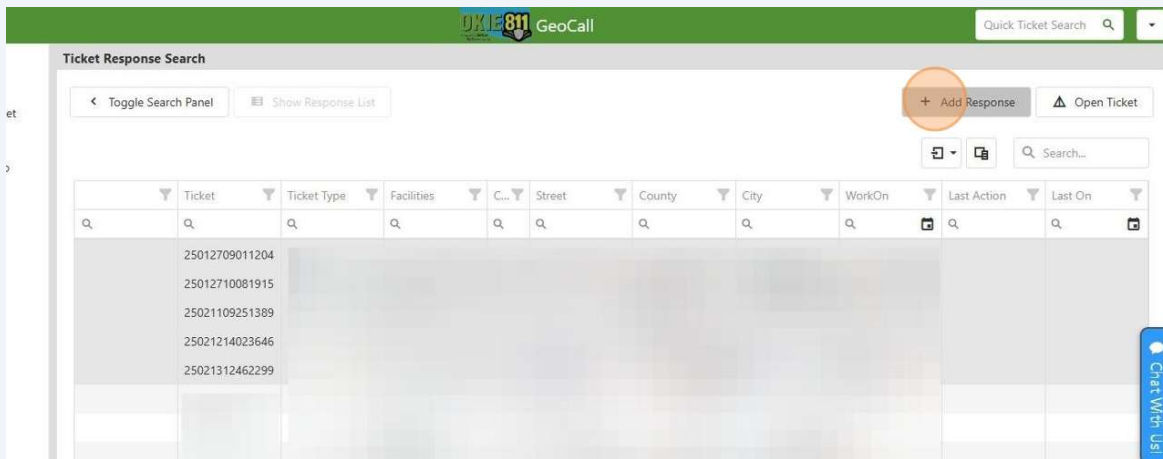 OKIE811 GeoCall
Quick Ticket Search
Ticket Response Search
et
Toggle Search Panel
Show Response List
+ Add Response
Open Ticket
Search...
Ticket Ticket Type Facilities C... Street County City WorkOn Last Action Last On
25012709011204
25012710081915
25021109251389
25021214023646
25021312462299
Chat With Us!